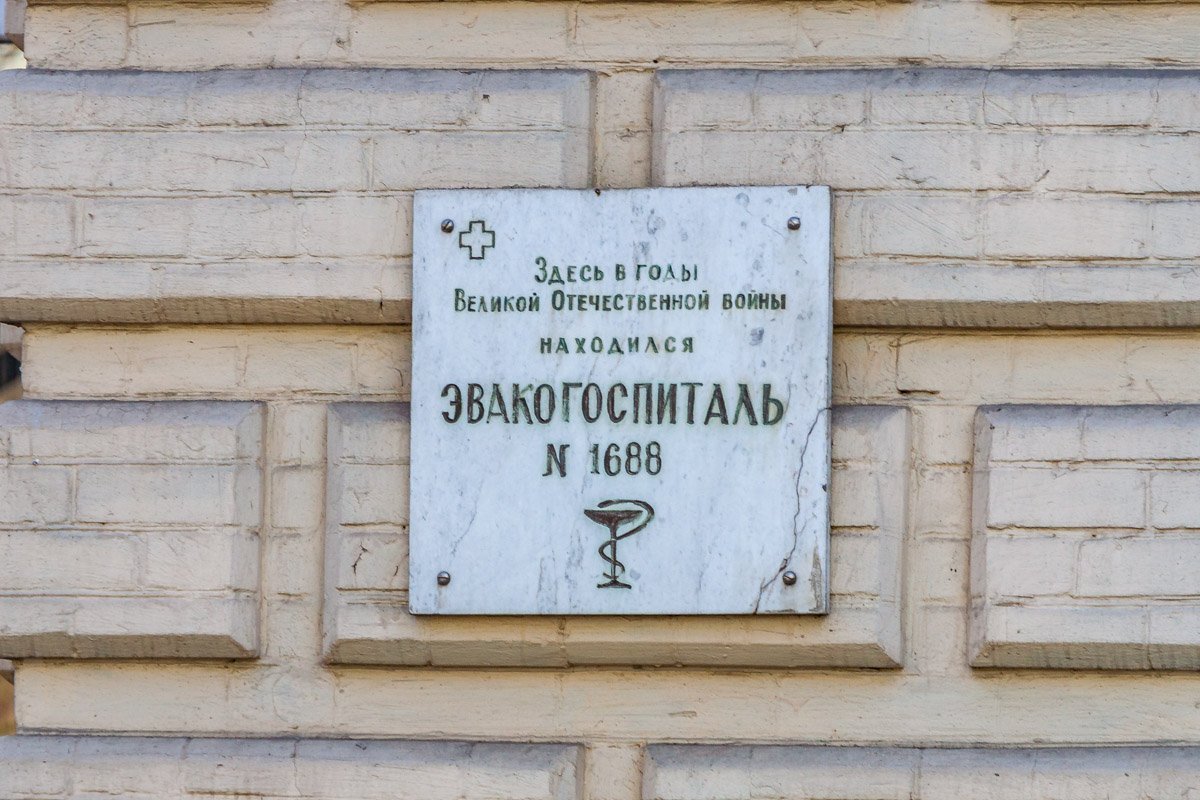 Здесь в годы
Великой Отечественной войны
находился
ЭВАКОГОСПИТАЛЬ
N 1688